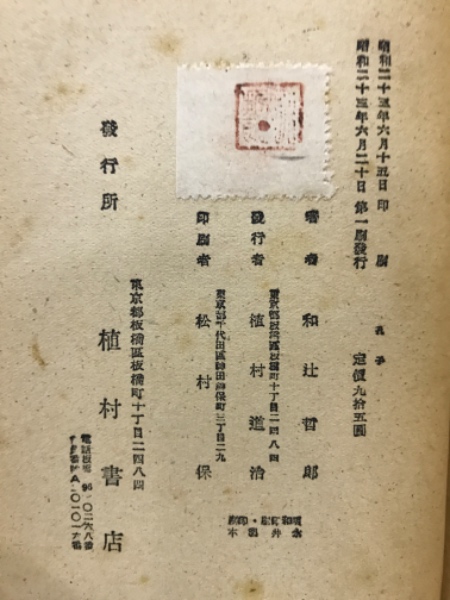 昭和二十三年六月十五日 印刷
昭和二十三年六月二十日 第一刷發行
孔子
定價九拾五圓
著者 和辻哲郎
東京都板橋區板橋町十丁目二四八四
發行者 植村道治
東京都千代田區神田神保町三丁目二九
印刷者 松村保
發行所
東京都板橋區板橋町十丁目二四八四
植村書店